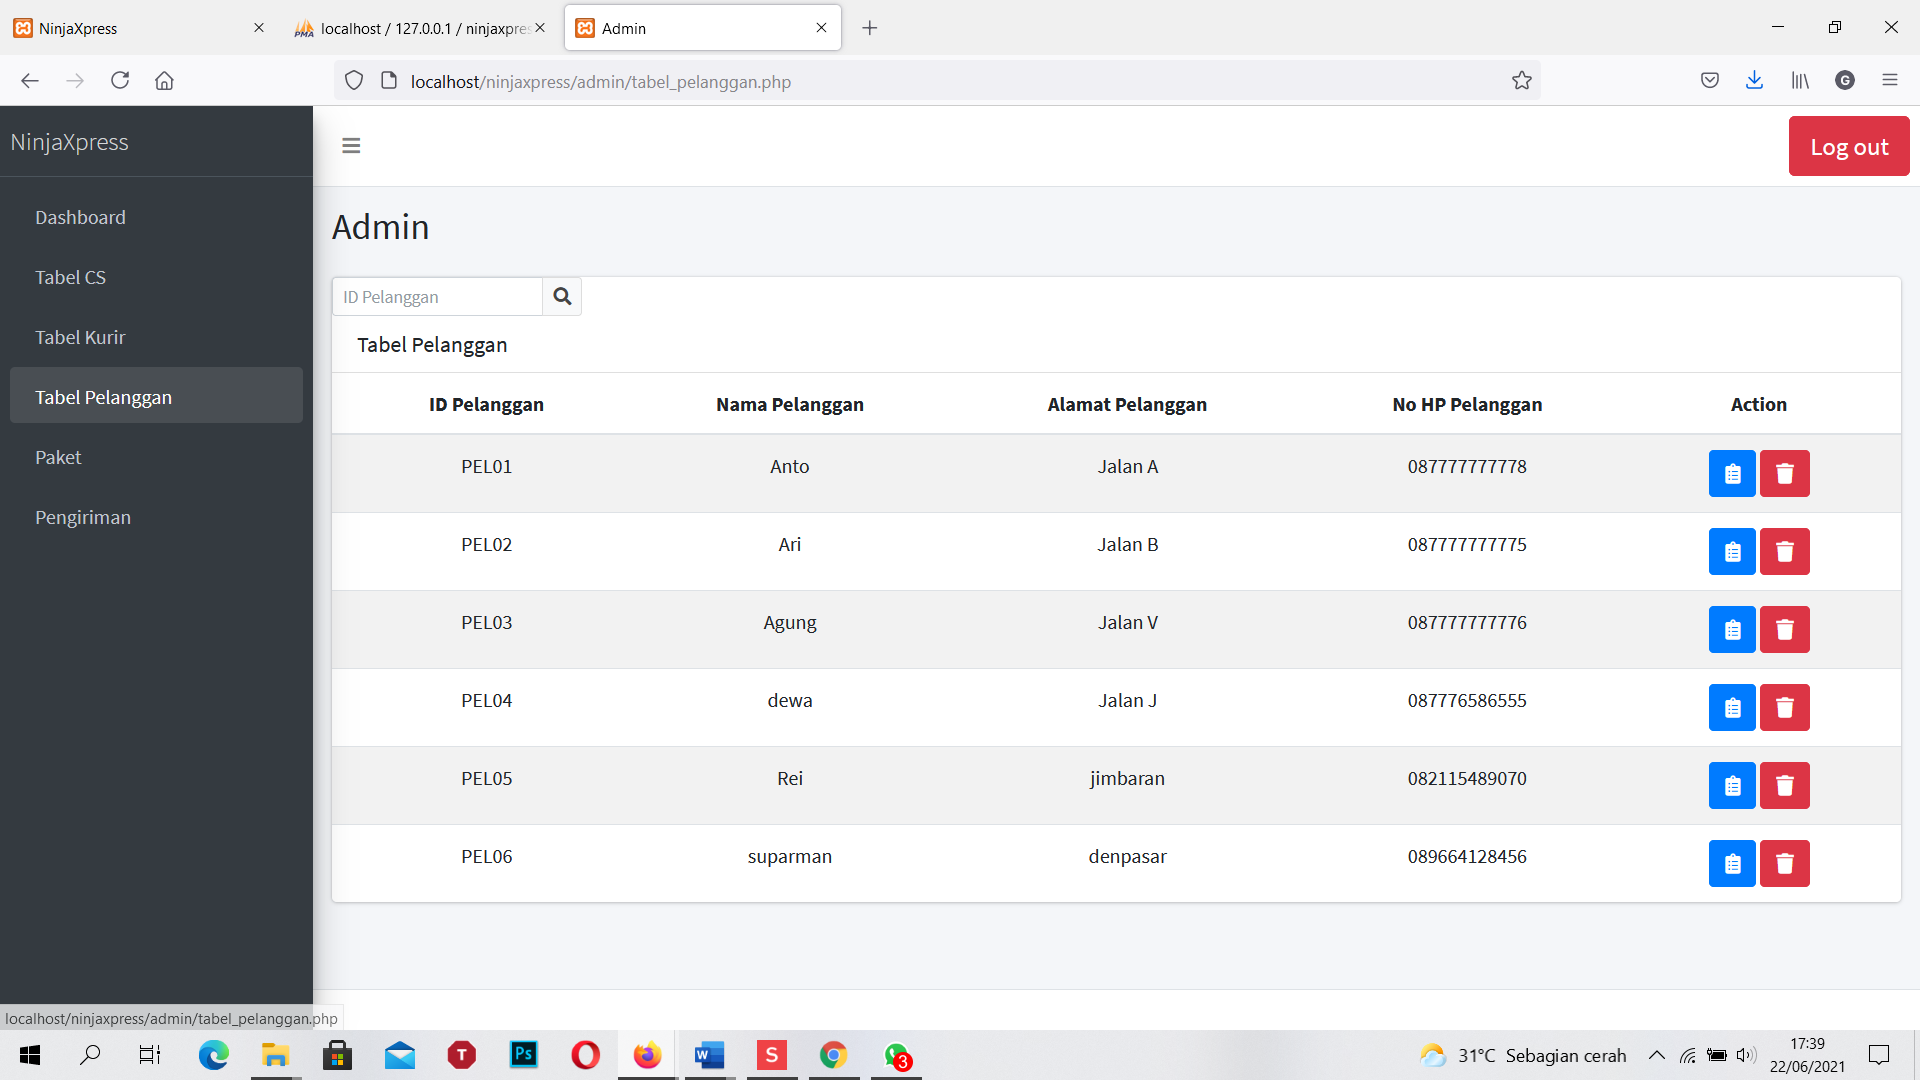 NinjaXpress
localhost / 127.0.0.1 / ninjaxpres
Admin
localhost/ninjaxpress/admin/tabel_pelanggan.php
G
NinjaXpress
Log out
Dashboard
Tabel CS
Tabel Kurir
Tabel Pelanggan
Paket
Pengiriman
Admin
ID Pelanggan
Tabel Pelanggan
ID Pelanggan Nama Pelanggan Alamat Pelanggan No HP Pelanggan Action
PEL01 Anto Jalan A 087777777778
PEL02 Ari Jalan B 087777777775
PEL03 Agung Jalan V 087777777776
PEL04 dewa Jalan J 087776586555
PEL05 Rei jimbaran 082115489070
PEL06 suparman denpasar 089664128456
localhost/ninjaxpress/admin/tabel_pelanggan.php
T
Ps
W
S
3
31°C Sebagian cerah
17:39
22/06/2021